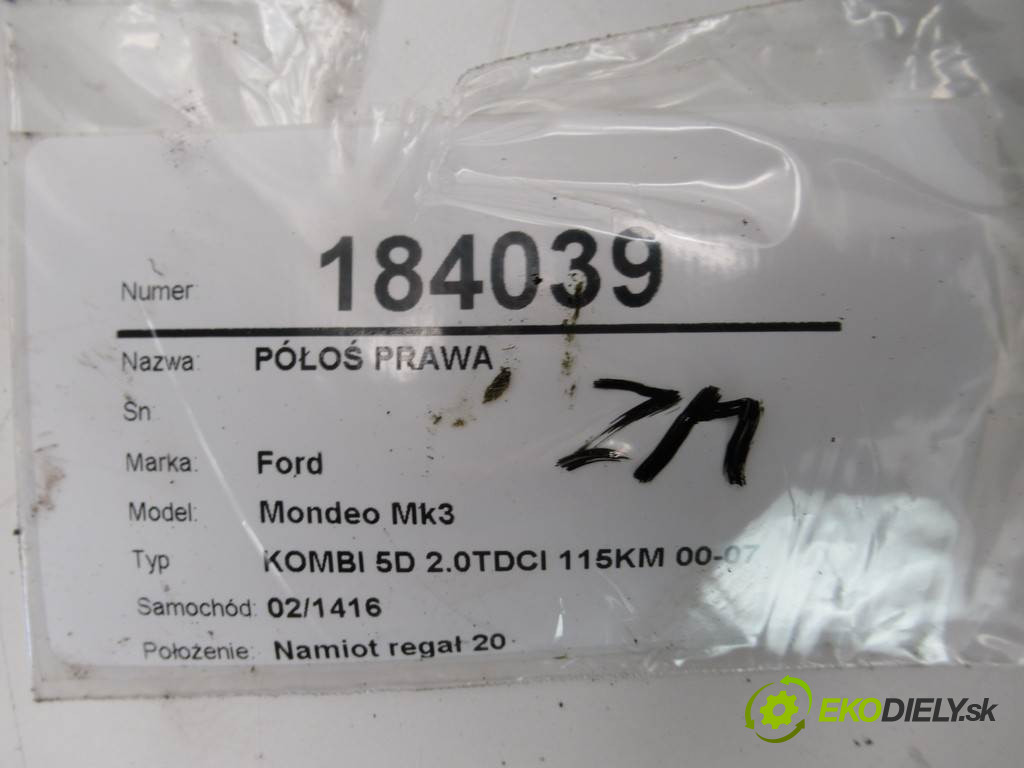 Numer 184039
Nazwa: PÓŁOŚ PRAWA
Sn
ZM
Marka: Ford
Model: Mondeo Mk3
Typ KOMBI 5D 2.0TDCI 115KM 00-07
Samochód: 02/1416
Położenie: Namiot regał 20
EKODIELY.sk